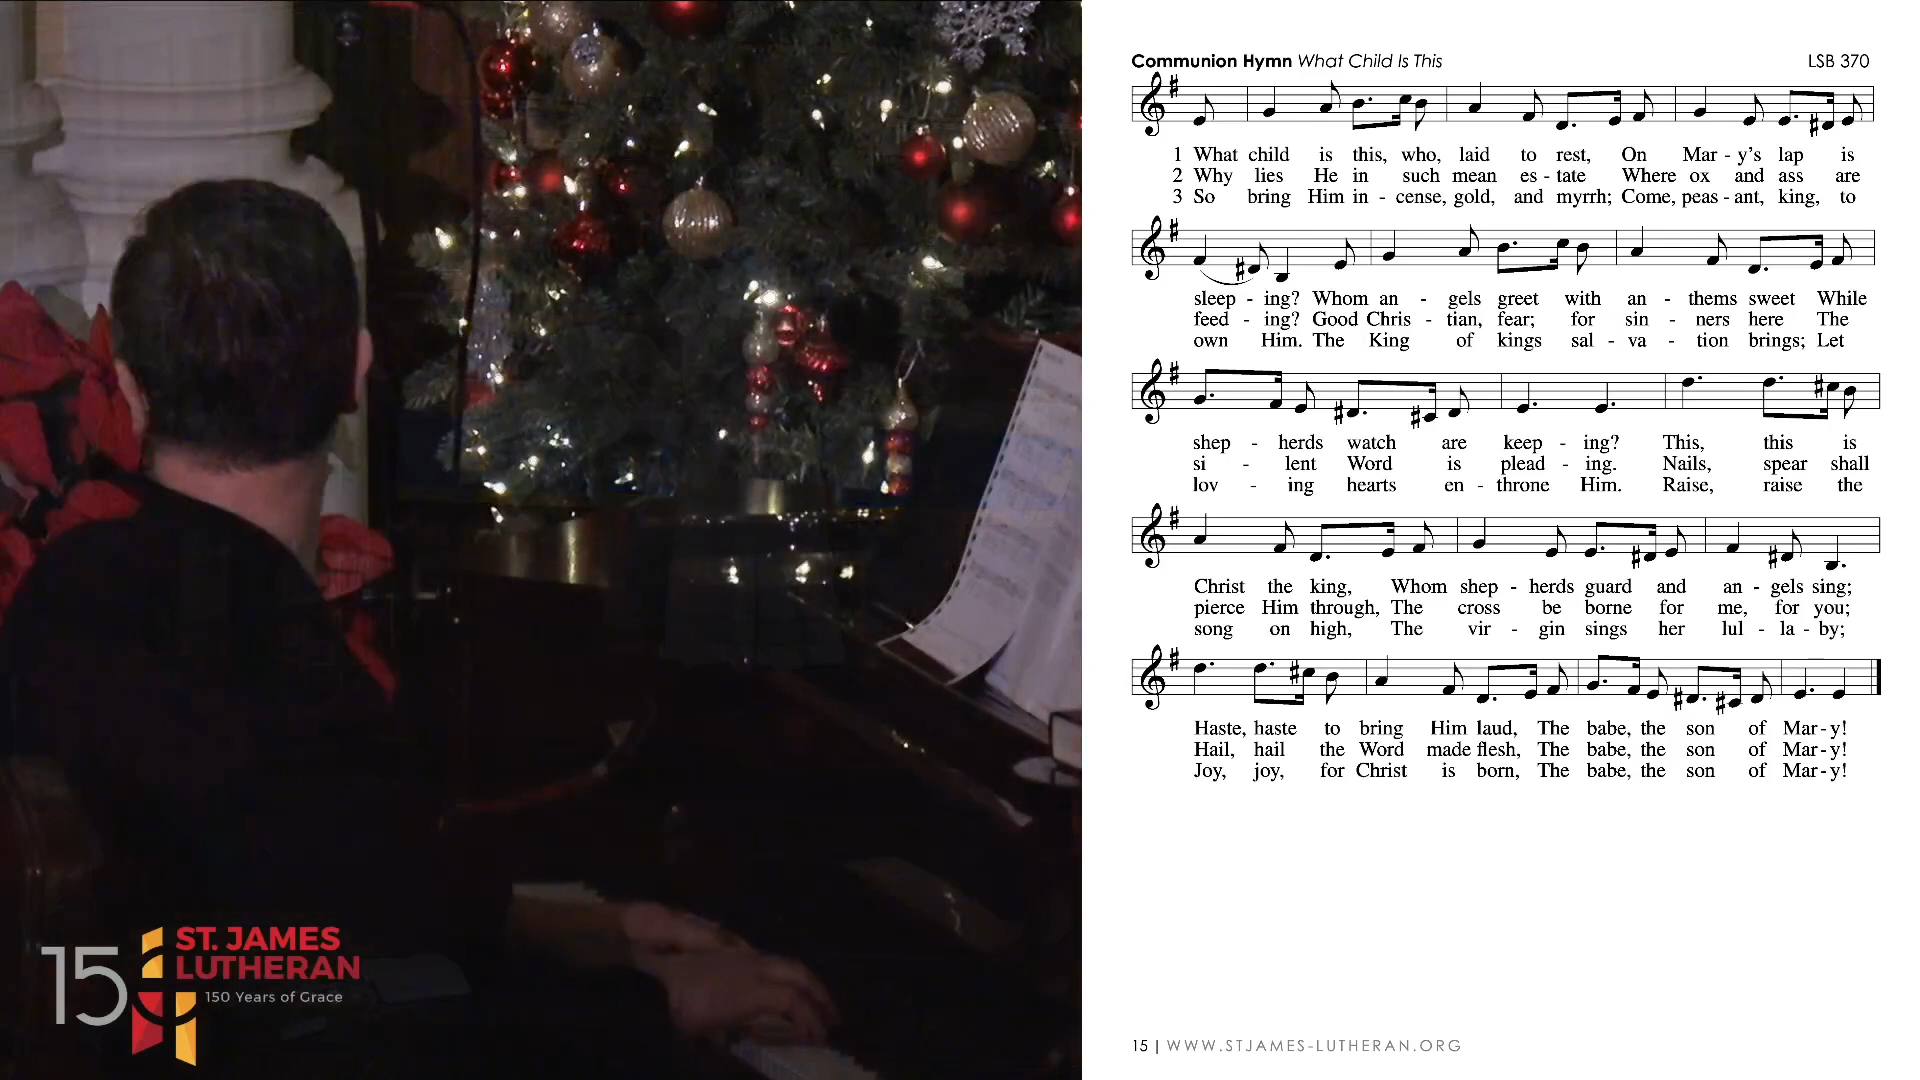 Communion Hymn What Child Is This LSB 370
1 What child is this, who, laid to rest, On Mar - y's lap is
2 Why lies He in such mean es - tate Where ox and ass are
3 So bring Him in - cense, gold, and myrrh; Come, peas - ant, king, to
sleep - ing? Whom an - gels greet with an - thems sweet While
feed - ing? Good Chris - tian, fear; for sin - ners here The
own Him. The King of kings sal - va - tion brings; Let
shep - herds watch are keep - ing? This, this is
si - lent Word is plead - ing. Nails, spear shall
lov - ing hearts en - throne Him. Raise, raise the
Christ the king, Whom shep - herds guard and an - gels sing;
pierce Him through, The cross be borne for me, for you;
song on high, The vir - gin sings her lul - la - by;
Haste, haste to bring Him laud, The babe, the son of Mar - y!
Hail, hail the Word made flesh, The babe, the son of Mar - y!
Joy, joy, for Christ is born, The babe, the son of Mar - y!
15 | WWW.STJAMES-LUTHERAN.ORG
150
ST. JAMES
LUTHERAN
150 Years of Grace